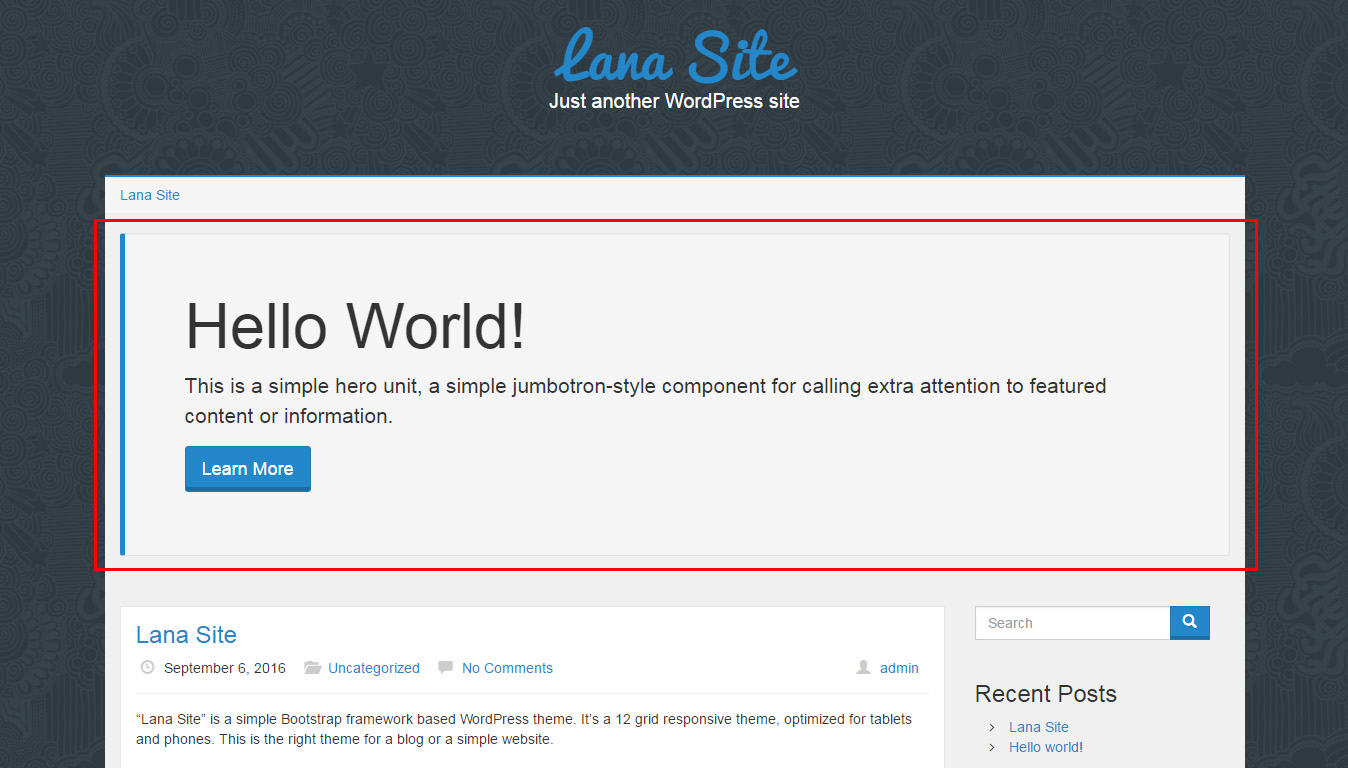 Lana Site
Just another WordPress site
Lana Site
Hello World!
This is a simple hero unit, a simple jumbotron-style component for calling extra attention to featured
content or information.
Learn More
Lana Site
September 6, 2016 Uncategorized No Comments admin
“Lana Site” is a simple Bootstrap framework based WordPress theme. It’s a 12 grid responsive theme, optimized for tablets
and phones. This is the right theme for a blog or a simple website.
Search
Recent Posts
Lana Site
Hello world!